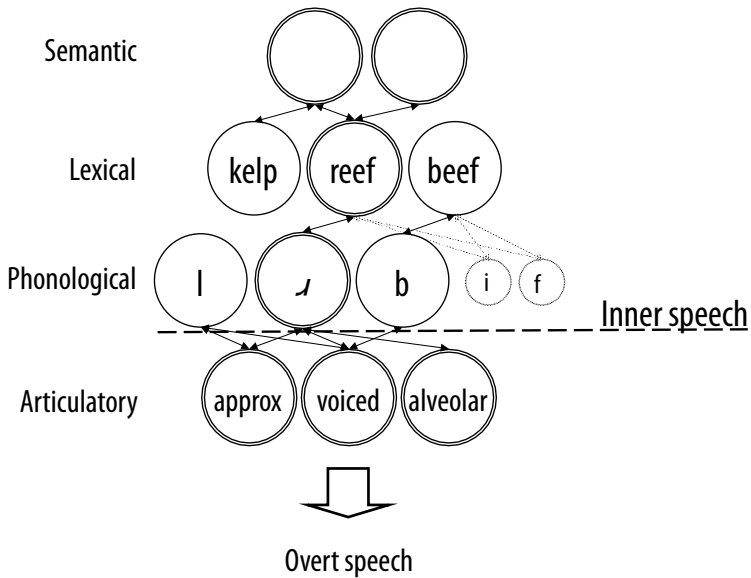 Semantic
Lexical
kelp
reef
beef
Phonological
l
ɹ
b
i
f
Inner speech
Articulatory
approx
voiced
alveolar
Overt speech